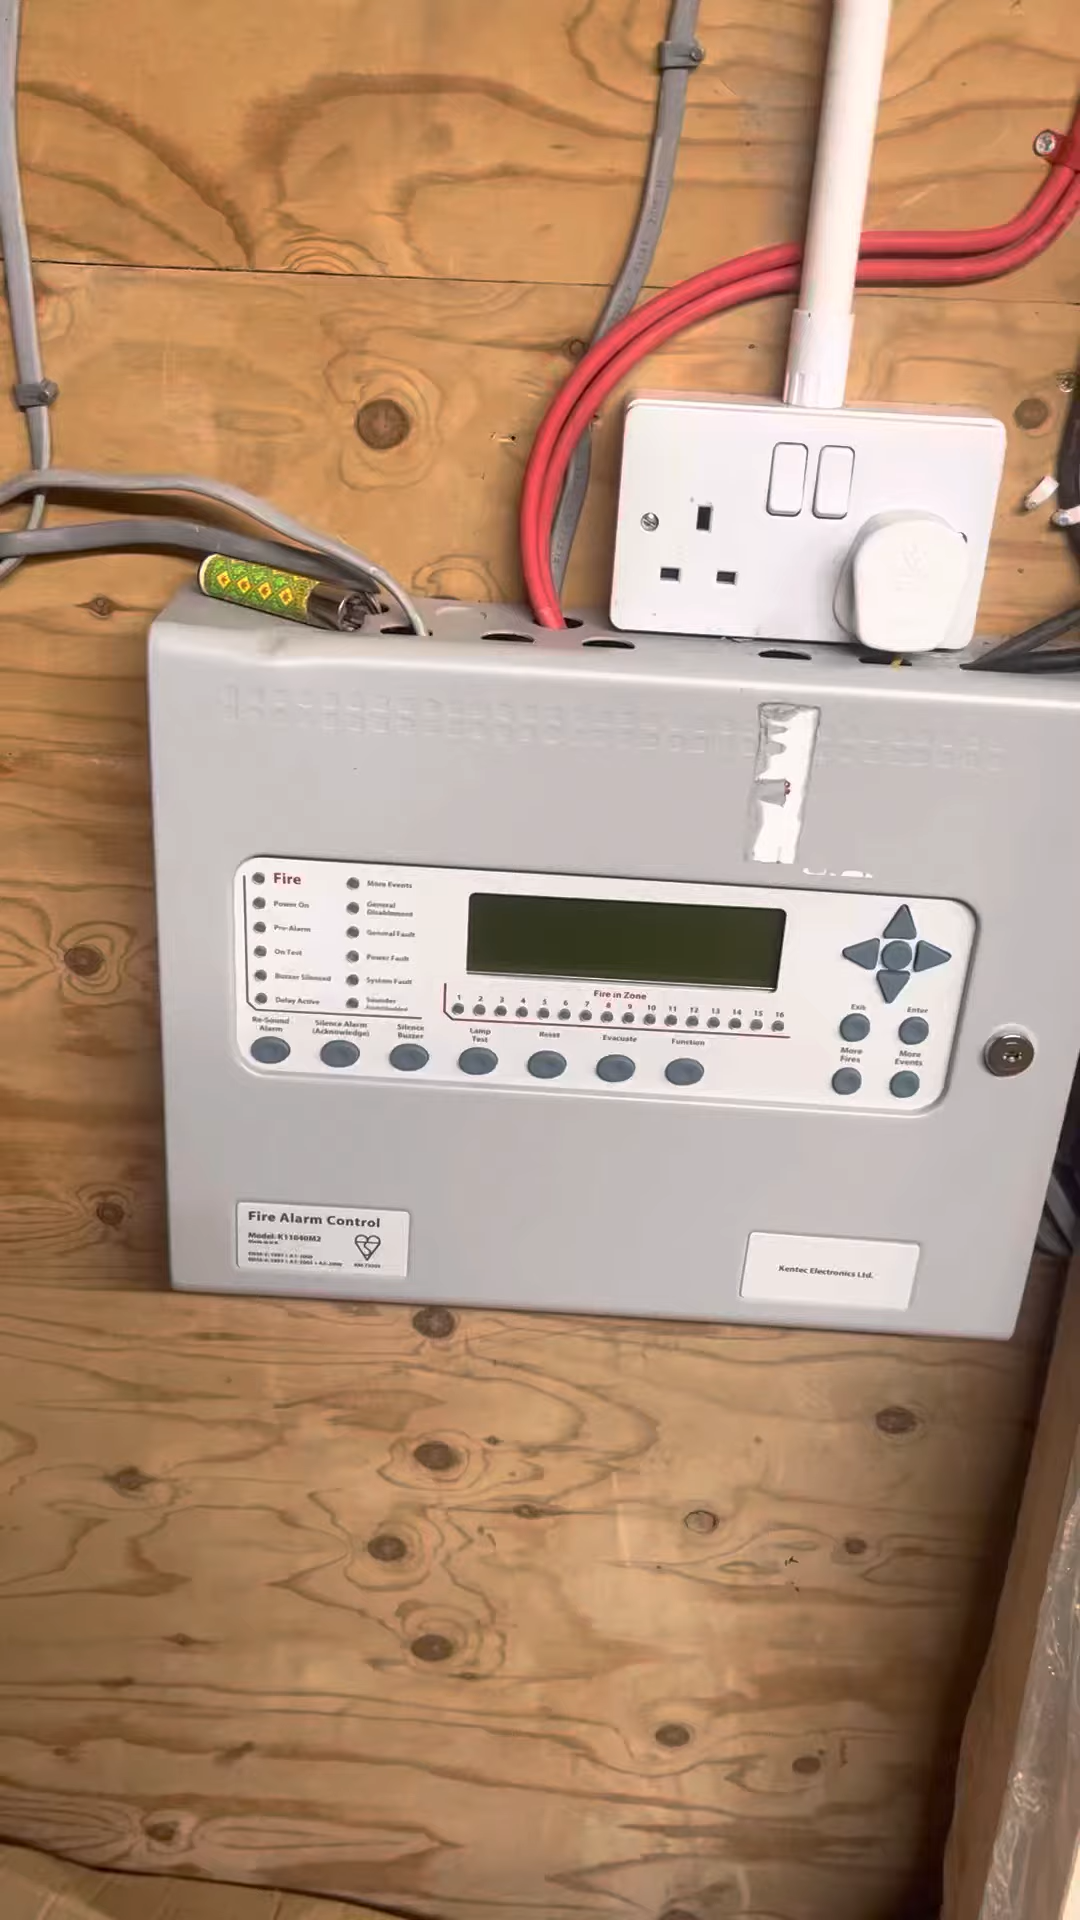 Fire
Power On
Pre-Alarm
On Test
Buzzer Silenced
Delay Active
More Events
General
Disablement
General Fault
Power Fault
System Fault
Sounder
Fire in Zone
1 2 3 4 5 6 7 8 9 10 11 12 13 14 15 16
Re-Sound
Alarm
Silence Alarm
(Acknowledge)
Silence
Buzzer
Lamp
Test
Reset
Evacuate
Function
Exit
Enter
More
Fires
More
Events
Fire Alarm Control
Model-K11040M2
Kentec Electronics Ltd.